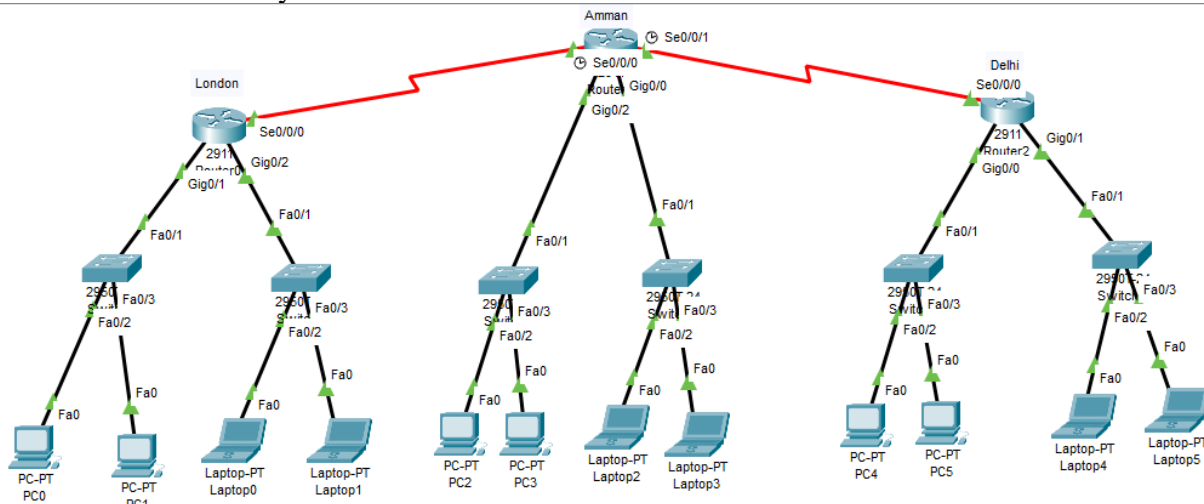 Amman
Se0/0/1
Se0/0/0
Gig0/0
Router
Gig0/2
London
Se0/0/0
2911
Gig0/2
Gig0/1
Delhi
Se0/0/0
2911
Gig0/1
Router2
Gig0/0
Fa0/1
Fa0/1
Fa0/3
Fa0/2
Fa0/3
Fa0/2
Fa0/1
Fa0/1
Fa0/3
Fa0/2
Fa0/3
Fa0/2
Fa0/1
Fa0/1
Fa0/3
Fa0/2
Switch
Fa0/3
Fa0/2
Fa0
Fa0
Fa0
Fa0
Fa0
Fa0
Fa0
Fa0
Fa0
Fa0
Fa0
Fa0
PC-PT
PC0
PC-PT
PC1
Laptop-PT
Laptop0
Laptop-PT
Laptop1
PC-PT
PC2
PC-PT
PC3
Laptop-PT
Laptop2
Laptop-PT
Laptop3
PC-PT
PC4
PC-PT
PC5
Laptop-PT
Laptop4
Laptop-PT
Laptop5